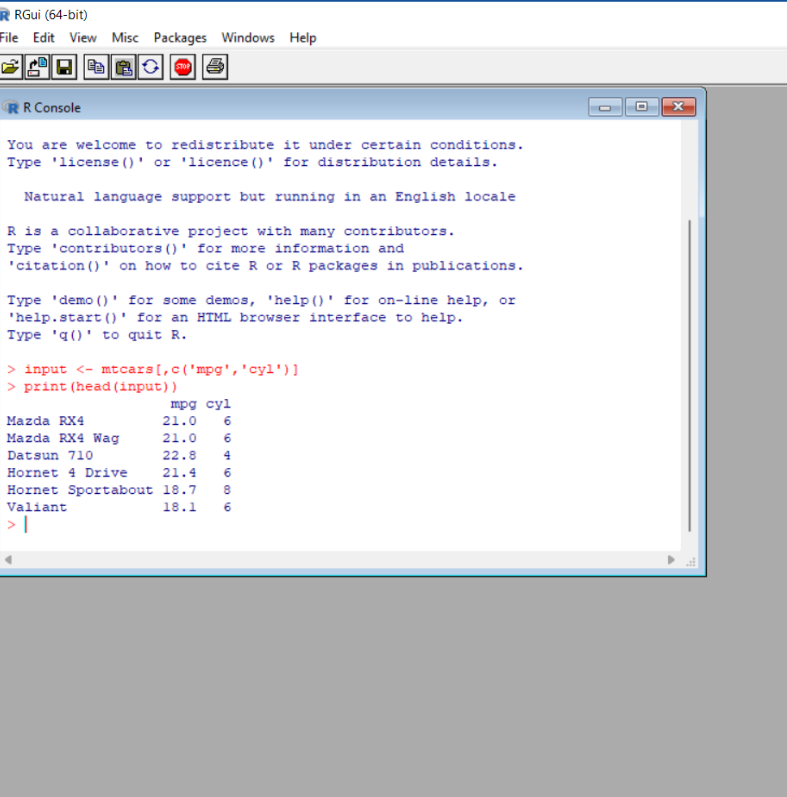 RGui (64-bit)
File Edit View Misc Packages Windows Help
STOP
R Console
You are welcome to redistribute it under certain conditions.
Type 'license()' or 'licence()' for distribution details.
Natural language support but running in an English locale
R is a collaborative project with many contributors.
Type 'contributors()' for more information and
'citation()' on how to cite R or R packages in publications.
Type 'demo()' for some demos, 'help()' for on-line help, or
'help.start()' for an HTML browser interface to help.
Type 'q()' to quit R.
> input <- mtcars[,c('mpg','cyl')]
> print(head(input))
mpg cyl
Mazda RX4 21.0 6
Mazda RX4 Wag 21.0 6
Datsun 710 22.8 4
Hornet 4 Drive 21.4 6
Hornet Sportabout 18.7 8
Valiant 18.1 6
>